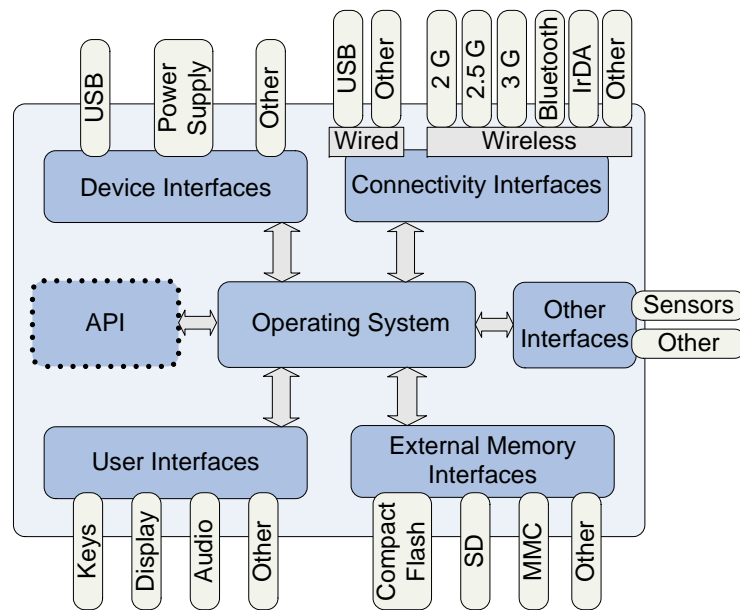 USB
Power
Supply
Other
USB
Other
2 G
2.5 G
3 G
Bluetooth
IrDA
Other
Wired
Wireless
Device Interfaces
Connectivity Interfaces
API
Operating System
Other
Interfaces
Sensors
Other
User Interfaces
External Memory
Interfaces
Keys
Display
Audio
Other
Compact
Flash
SD
MMC
Other